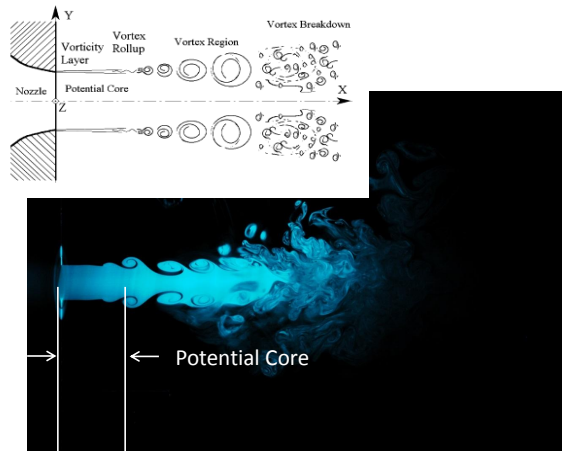 Y
Vortex Breakdown
Vortex
Rollup
Vortex Region
Vorticity
Layer
Nozzle
Potential Core
X
Z
Potential Core